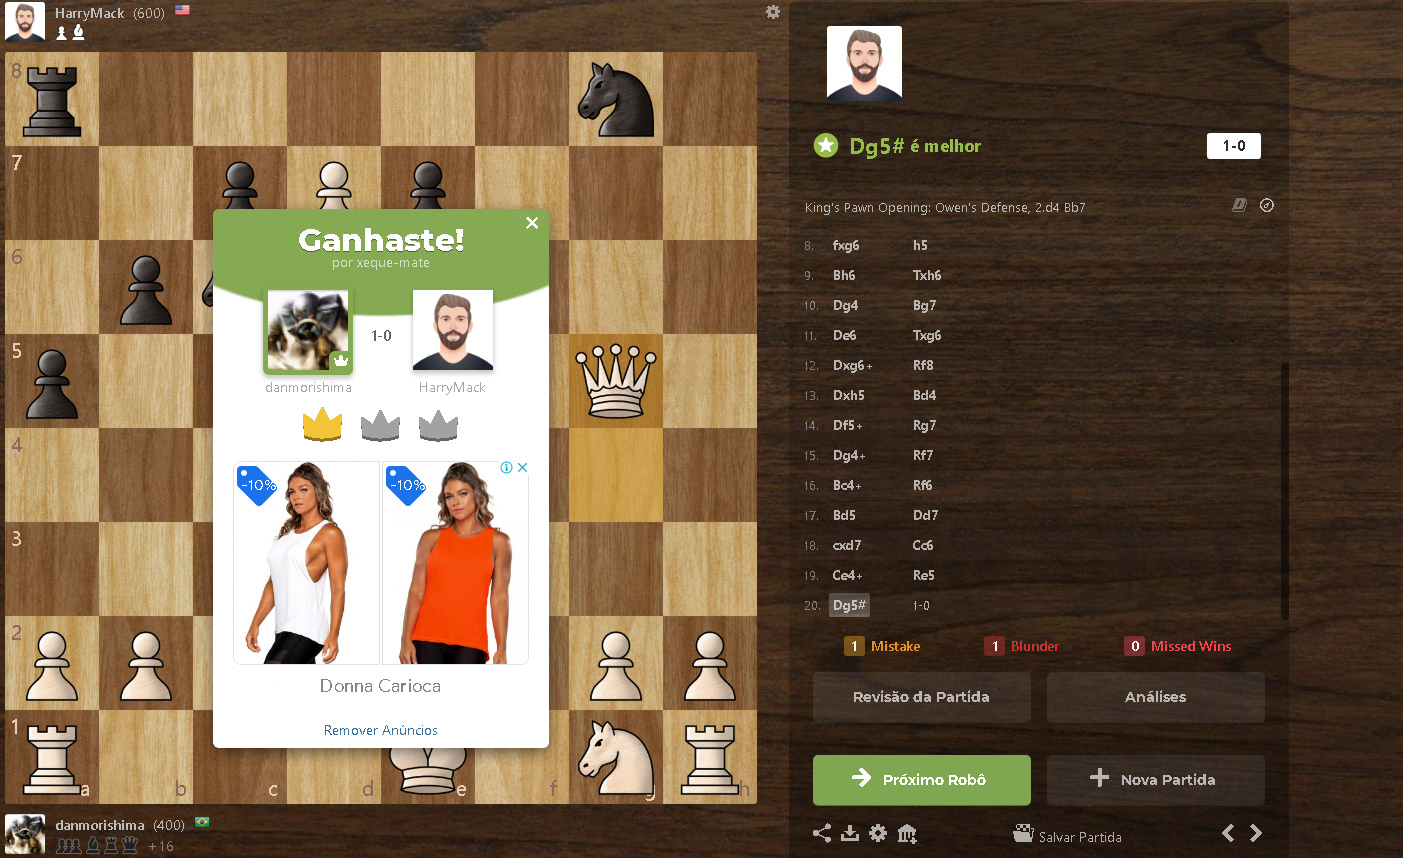 HarryMack (600)
8
7
6
5
4
3
2
1
a
b
c
d
e
f
g
h
Ganhaste!
por xeque-mate
1-0
danmorishima
HarryMack
-10%
-10%
Donna Carioca
Remover Anúncios
danmorishima (400)
+16
Dg5# é melhor
1-0
King's Pawn Opening: Owen's Defense, 2.d4 Bb7
8. fxg6 h5
9. Bh6 Txh6
10. Dg4 Bg7
11. De6 Txg6
12. Dxg6+ Rf8
13. Dxh5 Bd4
14. Df5+ Rg7
15. Dg4+ Rf7
16. Bc4+ Rf6
17. Bd5 Dd7
18. cxd7 Cc6
19. Ce4+ Re5
20. Dg5# 1-0
1 Mistake
1 Blunder
0 Missed Wins
Revisão da Partida
Análises
Próximo Robô
Nova Partida
Salvar Partida